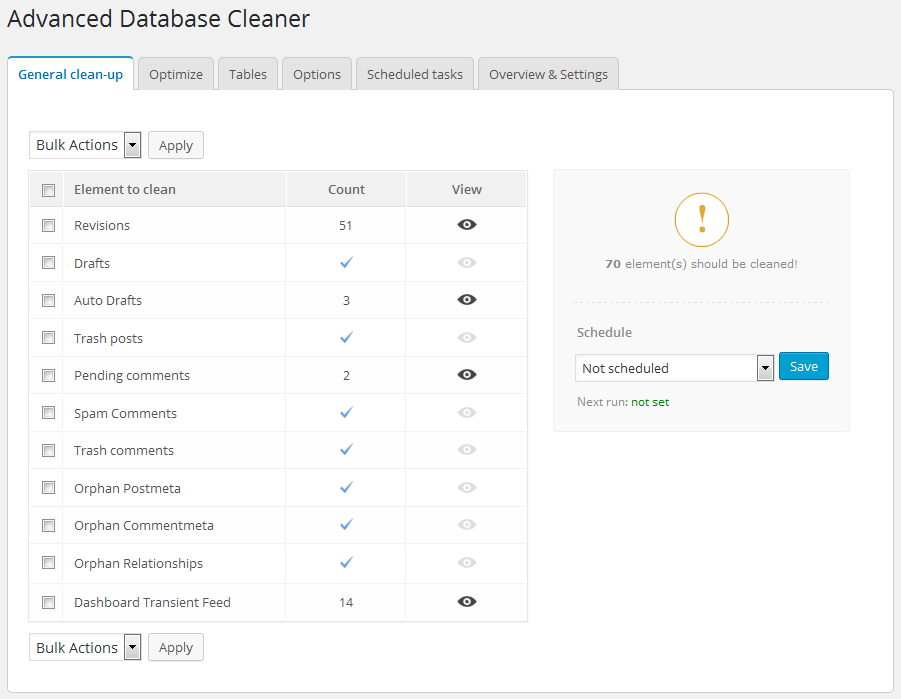 Advanced Database Cleaner
General clean-up Optimize Tables Options Scheduled tasks Overview & Settings
Bulk Actions Apply
Element to clean Count View
Revisions 51
Drafts
Auto Drafts 3
Trash posts
Pending comments 2
Spam Comments
Trash comments
Orphan Postmeta
Orphan Commentmeta
Orphan Relationships
Dashboard Transient Feed 14
Bulk Actions Apply
!
70 element(s) should be cleaned!
Schedule
Not scheduled Save
Next run: not set